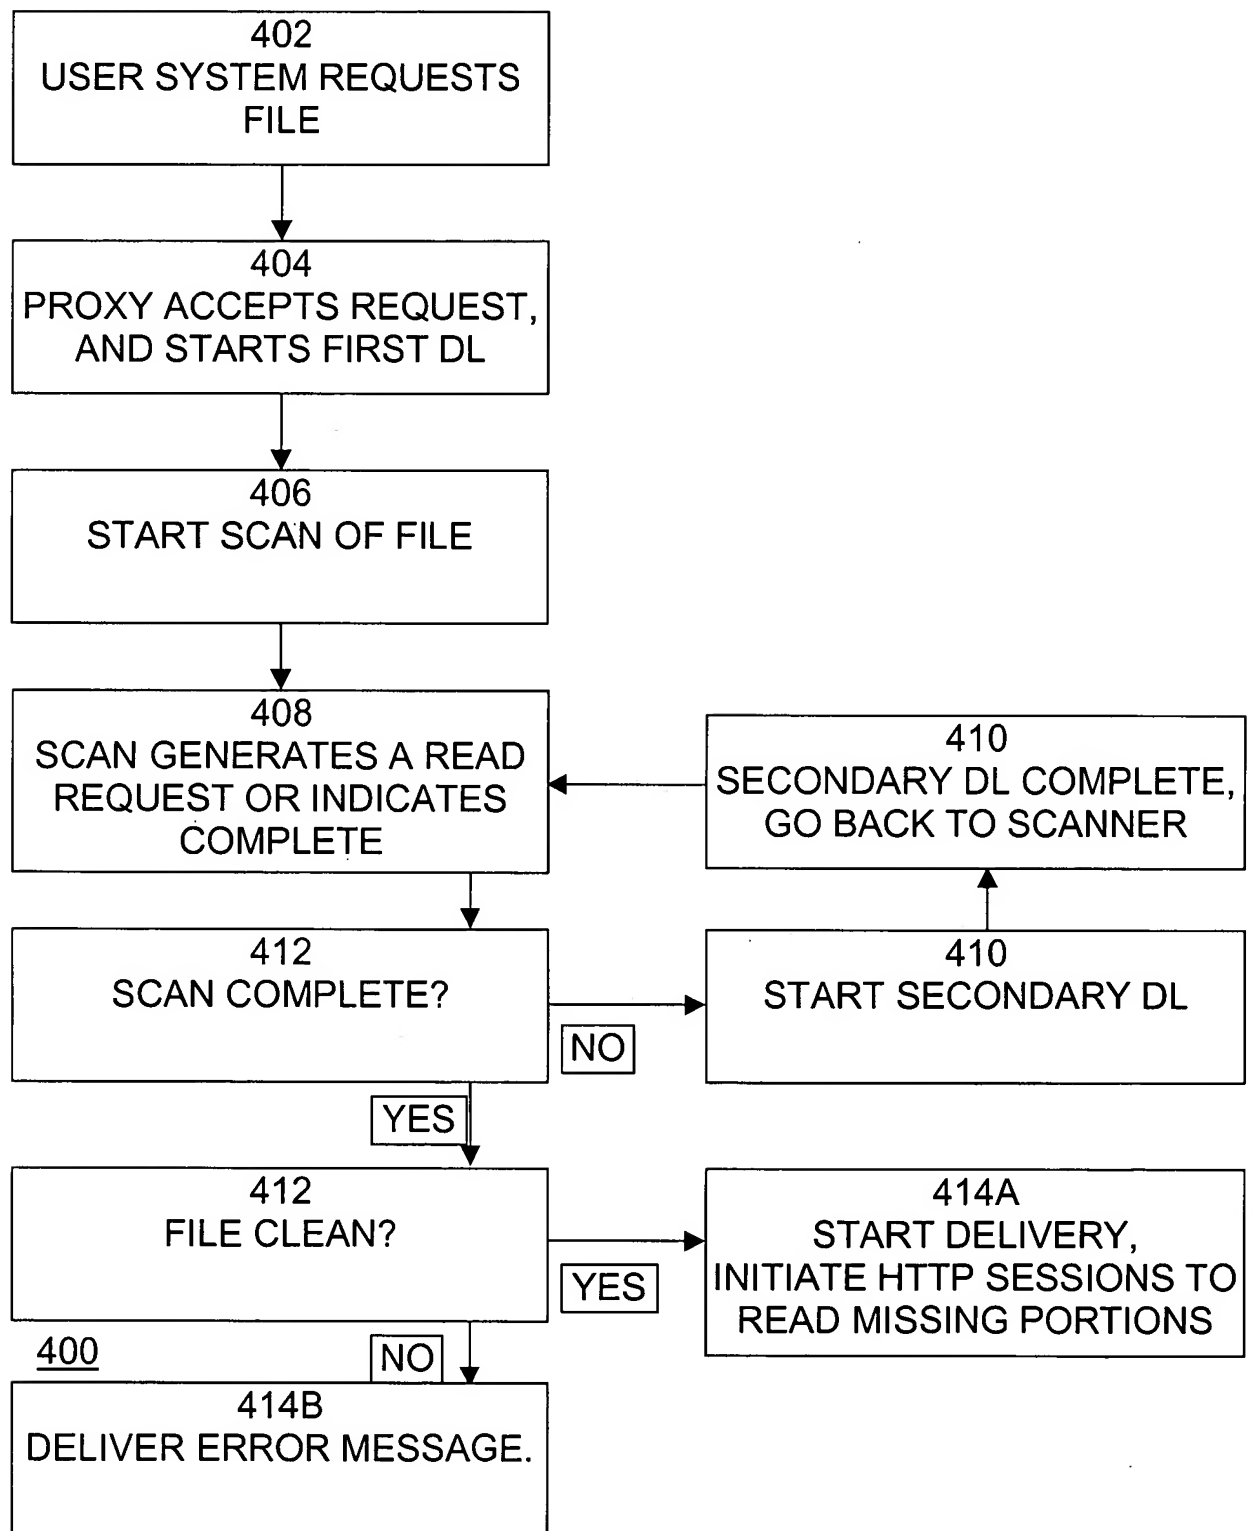 402
USER SYSTEM REQUESTS
FILE
404
PROXY ACCEPTS REQUEST,
AND STARTS FIRST DL
406
START SCAN OF FILE
408
SCAN GENERATES A READ
REQUEST OR INDICATES
COMPLETE
410
SECONDARY DL COMPLETE,
GO BACK TO SCANNER
412
SCAN COMPLETE?
NO
410
START SECONDARY DL
YES
412
FILE CLEAN?
YES
414A
START DELIVERY,
INITIATE HTTP SESSIONS TO
READ MISSING PORTIONS
400
NO
414B
DELIVER ERROR MESSAGE.